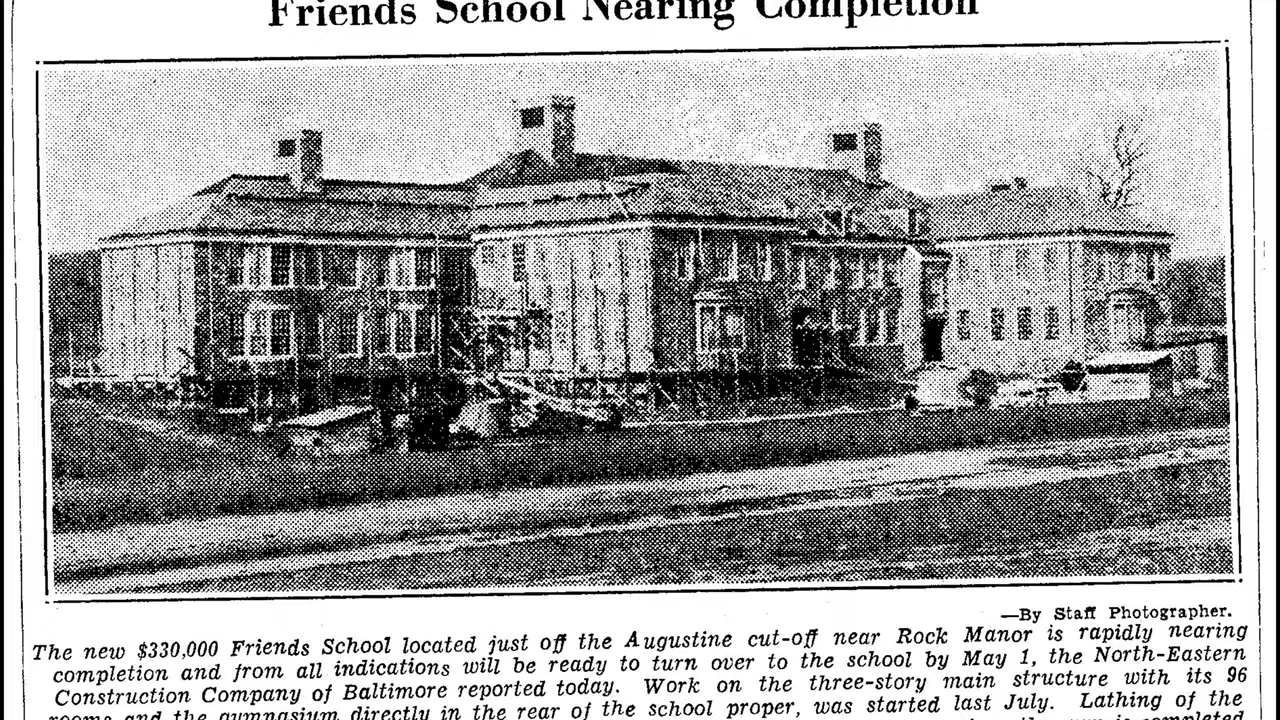 Friends School Nearing Completion
—By Staff Photographer.
The new $330,000 Friends School located just off the Augustine cut-off near Rock Manor is rapidly nearing
completion and from all indications will be ready to turn over to the school by May 1, the North-Eastern
Construction Company of Baltimore reported today. Work on the three-story main structure with its 96
rooms and the gymnasium directly in the rear of the school proper, was started last July. Lathing of the
is completed